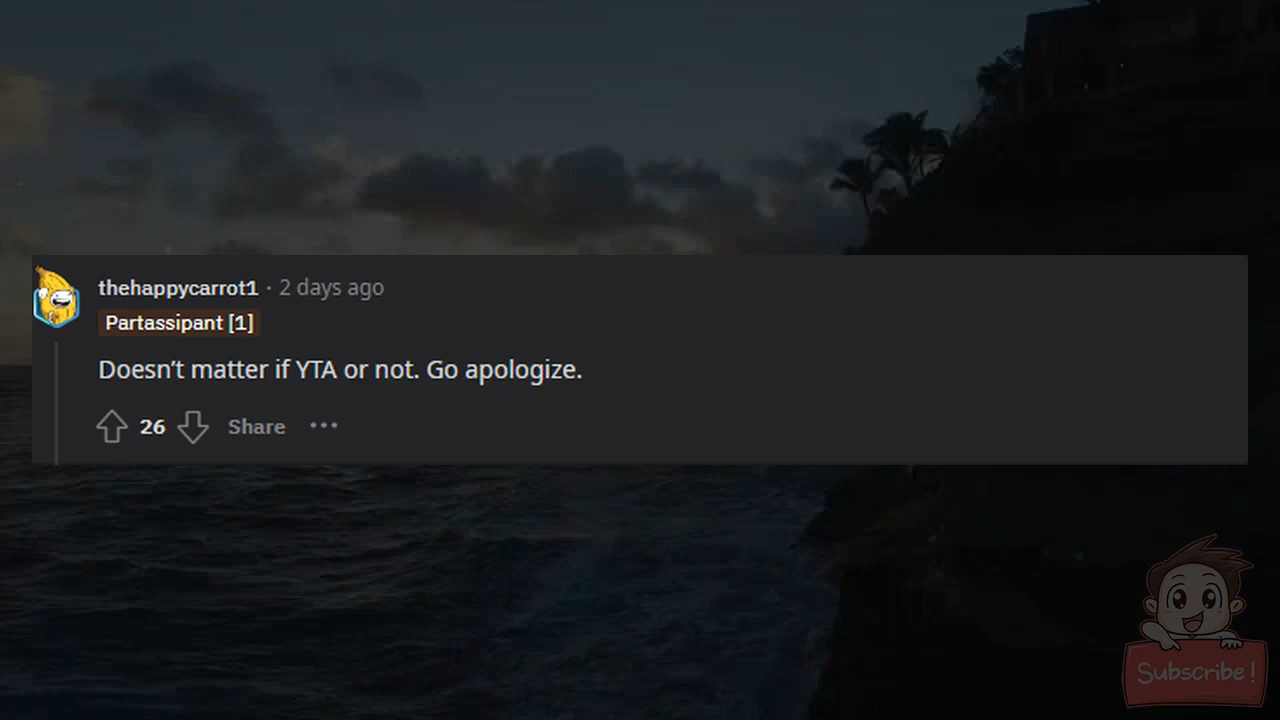 thehappycarrot1 · 2 days ago
Partassipant [1]
Doesn’t matter if YTA or not. Go apologize.
26 Share ···
Subscribe!